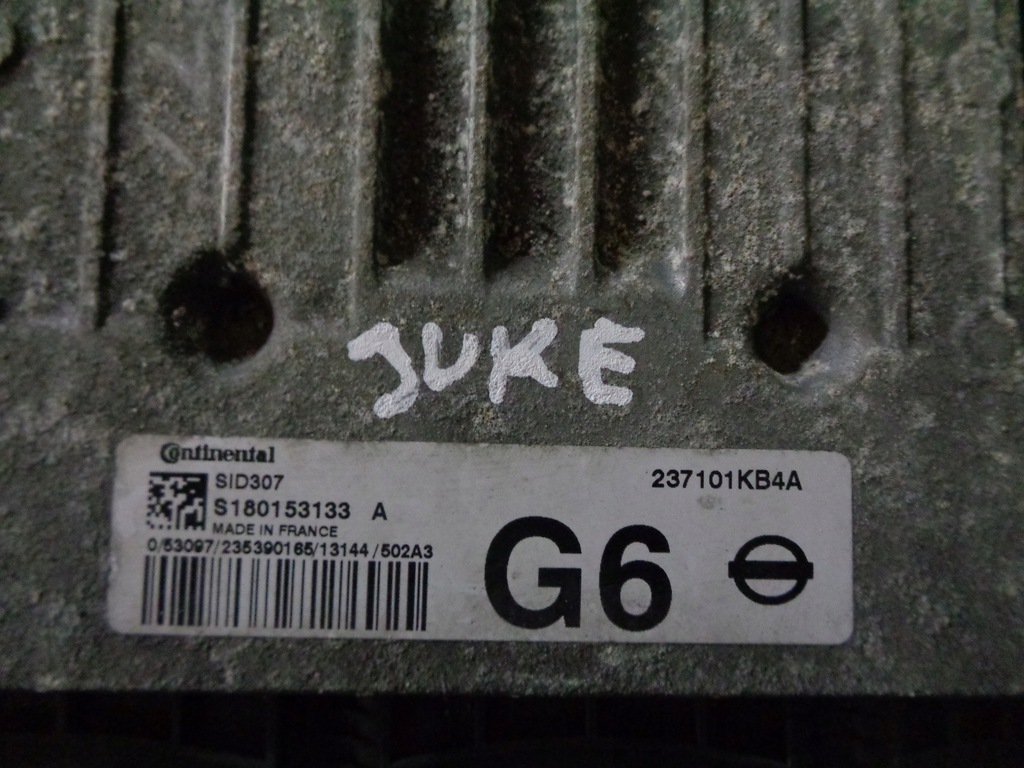 JUKE
Continental
SID307
S180153133 A
MADE IN FRANCE
0/53097/235390165/13144/502A3
237101KB4A
G6